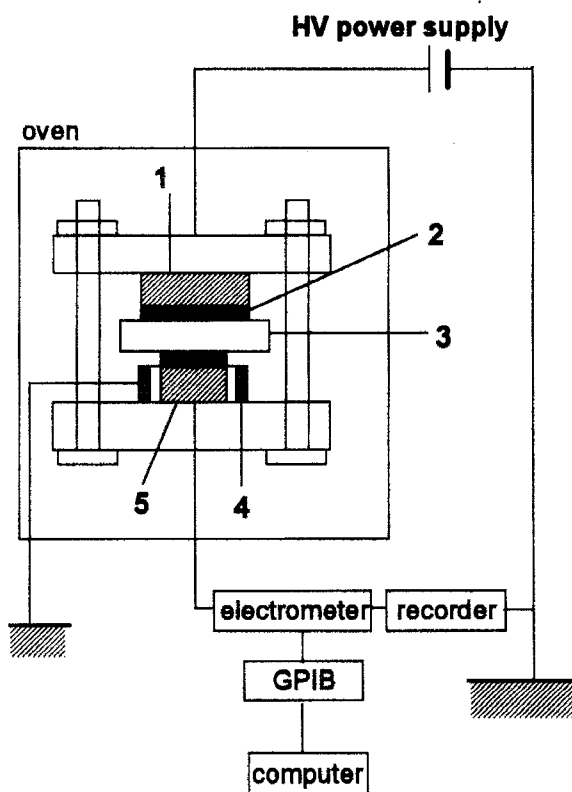 HV power supply
oven
1
2
3
5
4
electrometer
recorder
GPIB
computer